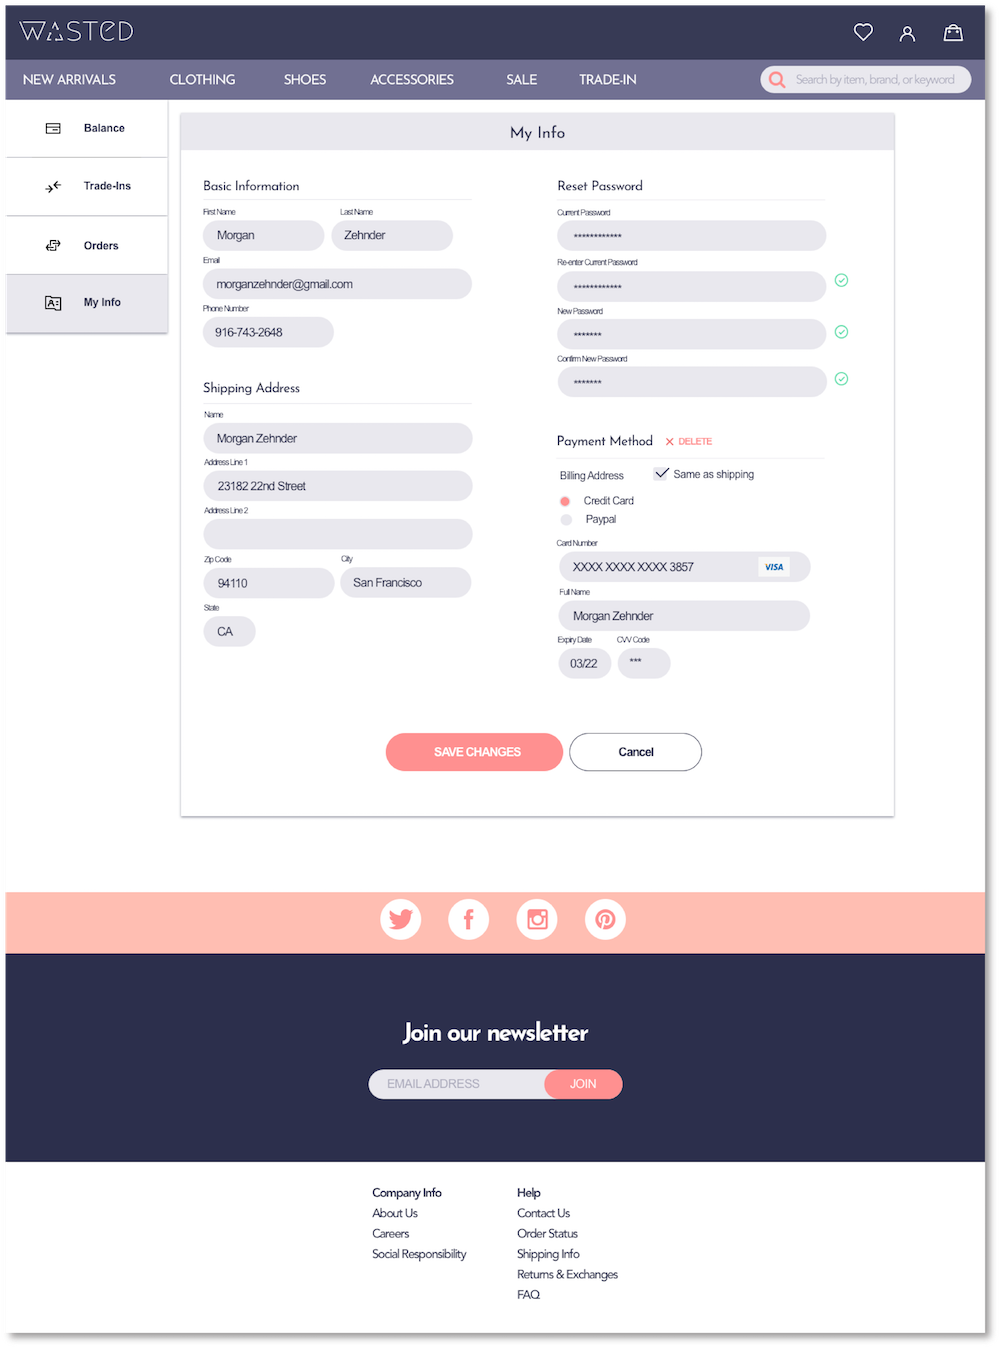 WASTED
NEW ARRIVALS CLOTHING SHOES ACCESSORIES SALE TRADE-IN Search by item, brand, or keyword
Balance
Trade-Ins
Orders
My Info
My Info
Basic Information
First Name Last Name
Morgan Zehnder
Email
morganzehnder@gmail.com
Phone Number
916-743-2648
Shipping Address
Name
Morgan Zehnder
Address Line 1
23182 22nd Street
Address Line 2
Zip Code City
94110 San Francisco
State
CA
Reset Password
Current Password
************
Re-enter Current Password
************
New Password
*******
Confirm New Password
*******
Payment Method DELETE
Billing Address Same as shipping
Credit Card
Paypal
Card Number
XXXX XXXX XXXX 3857 VISA
Full Name
Morgan Zehnder
Expiry Date CVV Code
03/22 ***
SAVE CHANGES Cancel
Join our newsletter
EMAIL ADDRESS JOIN
Company Info
About Us
Careers
Social Responsibility
Help
Contact Us
Order Status
Shipping Info
Returns & Exchanges
FAQ